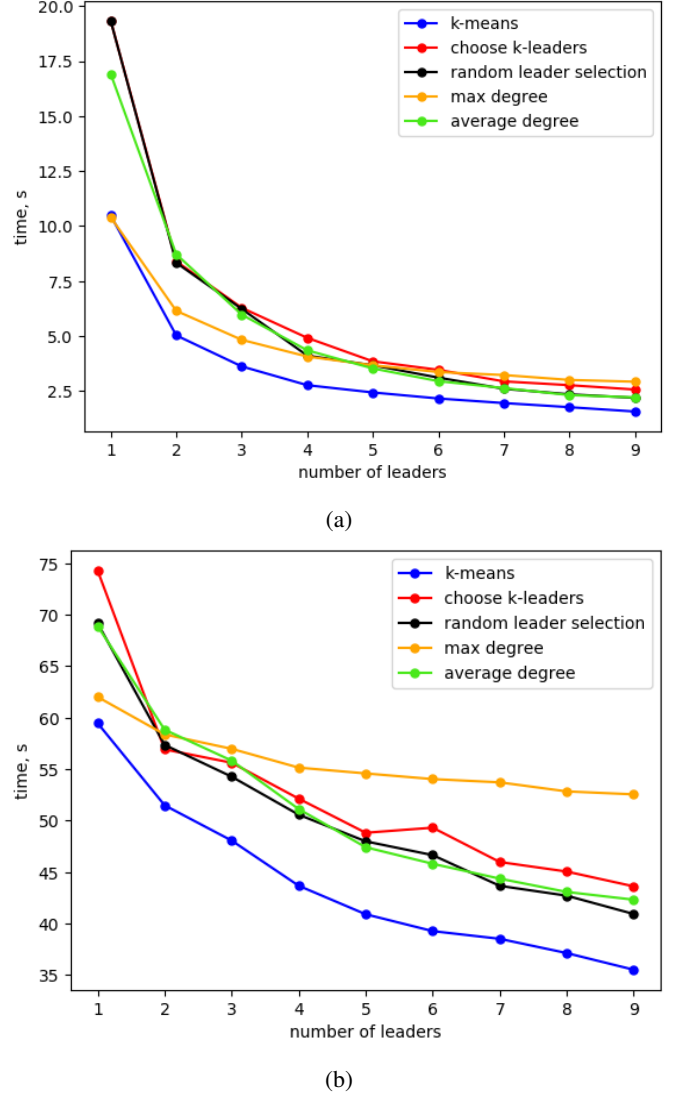 20.0
17.5
15.0
12.5
10.0
7.5
5.0
2.5
time, s
k-means
choose k-leaders
random leader selection
max degree
average degree
1 2 3 4 5 6 7 8 9
number of leaders
(a)
75
70
65
60
55
50
45
40
35
time, s
k-means
choose k-leaders
random leader selection
max degree
average degree
1 2 3 4 5 6 7 8 9
number of leaders
(b)